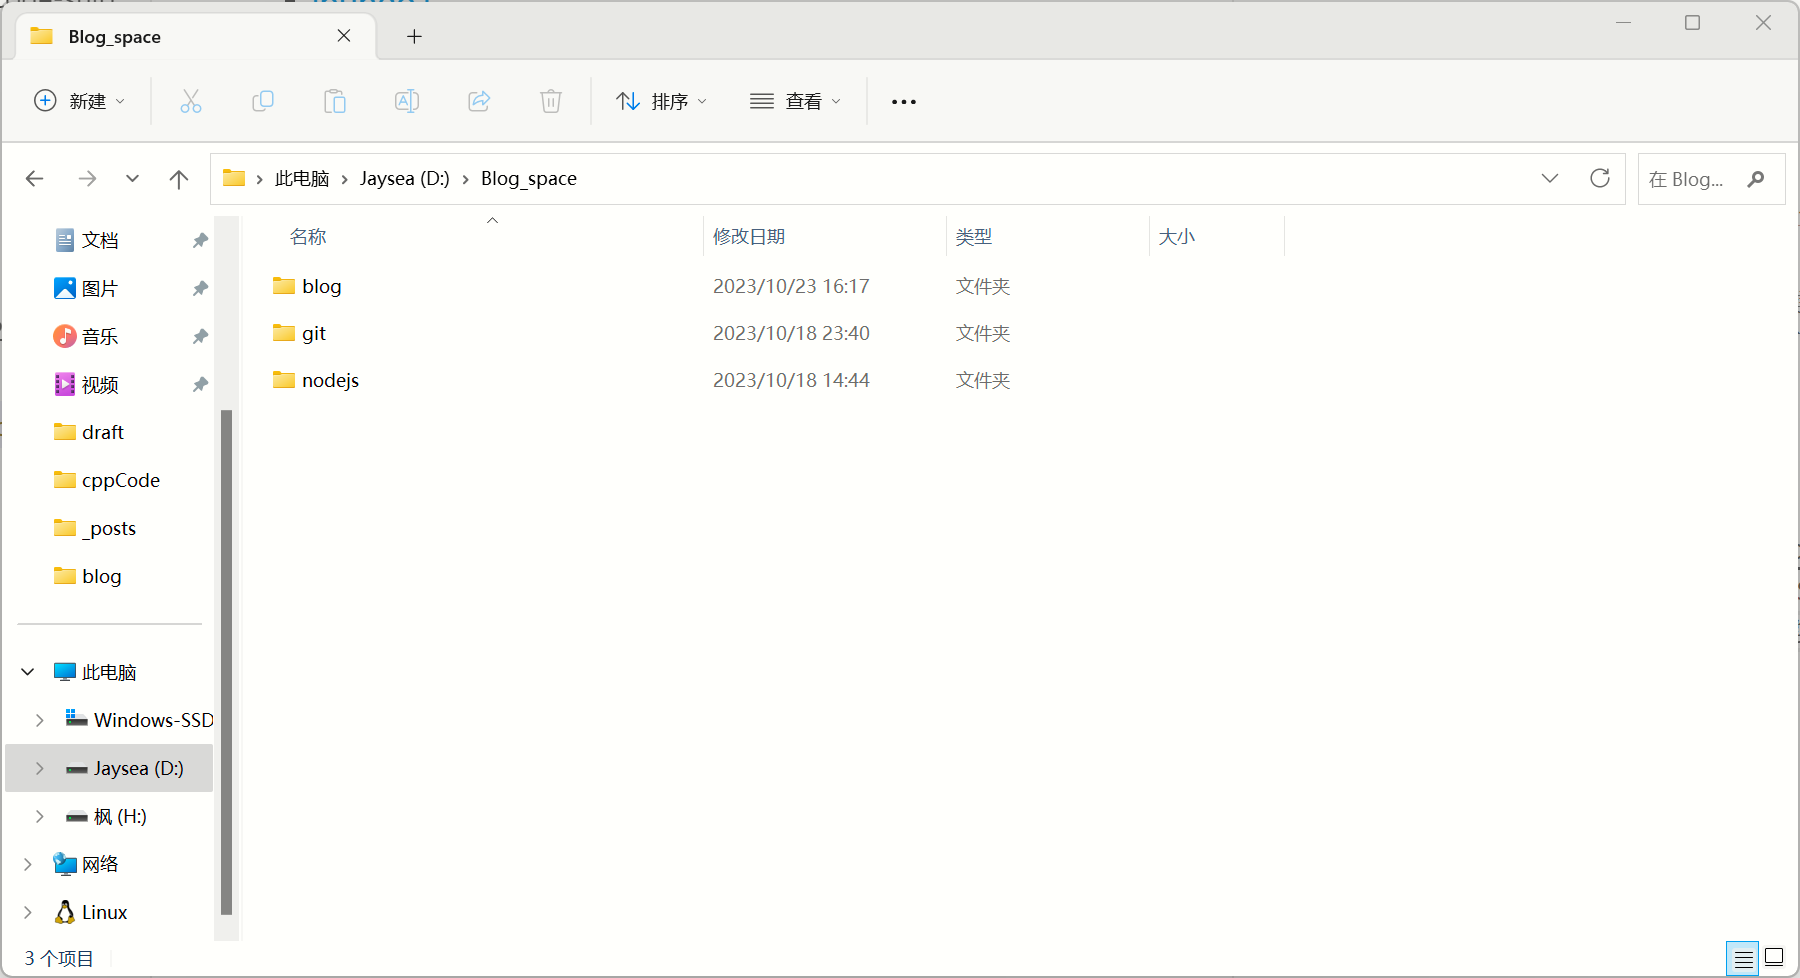 Blog_space
新建
排序
查看
此电脑 Jaysea (D:) Blog_space
在 Blog...
名称 修改日期 类型 大小
blog 2023/10/23 16:17 文件夹
git 2023/10/18 23:40 文件夹
nodejs 2023/10/18 14:44 文件夹
文档
图片
音乐
视频
draft
cppCode
_posts
blog
此电脑
Windows-SSD
Jaysea (D:)
枫 (H:)
网络
Linux
3 个项目